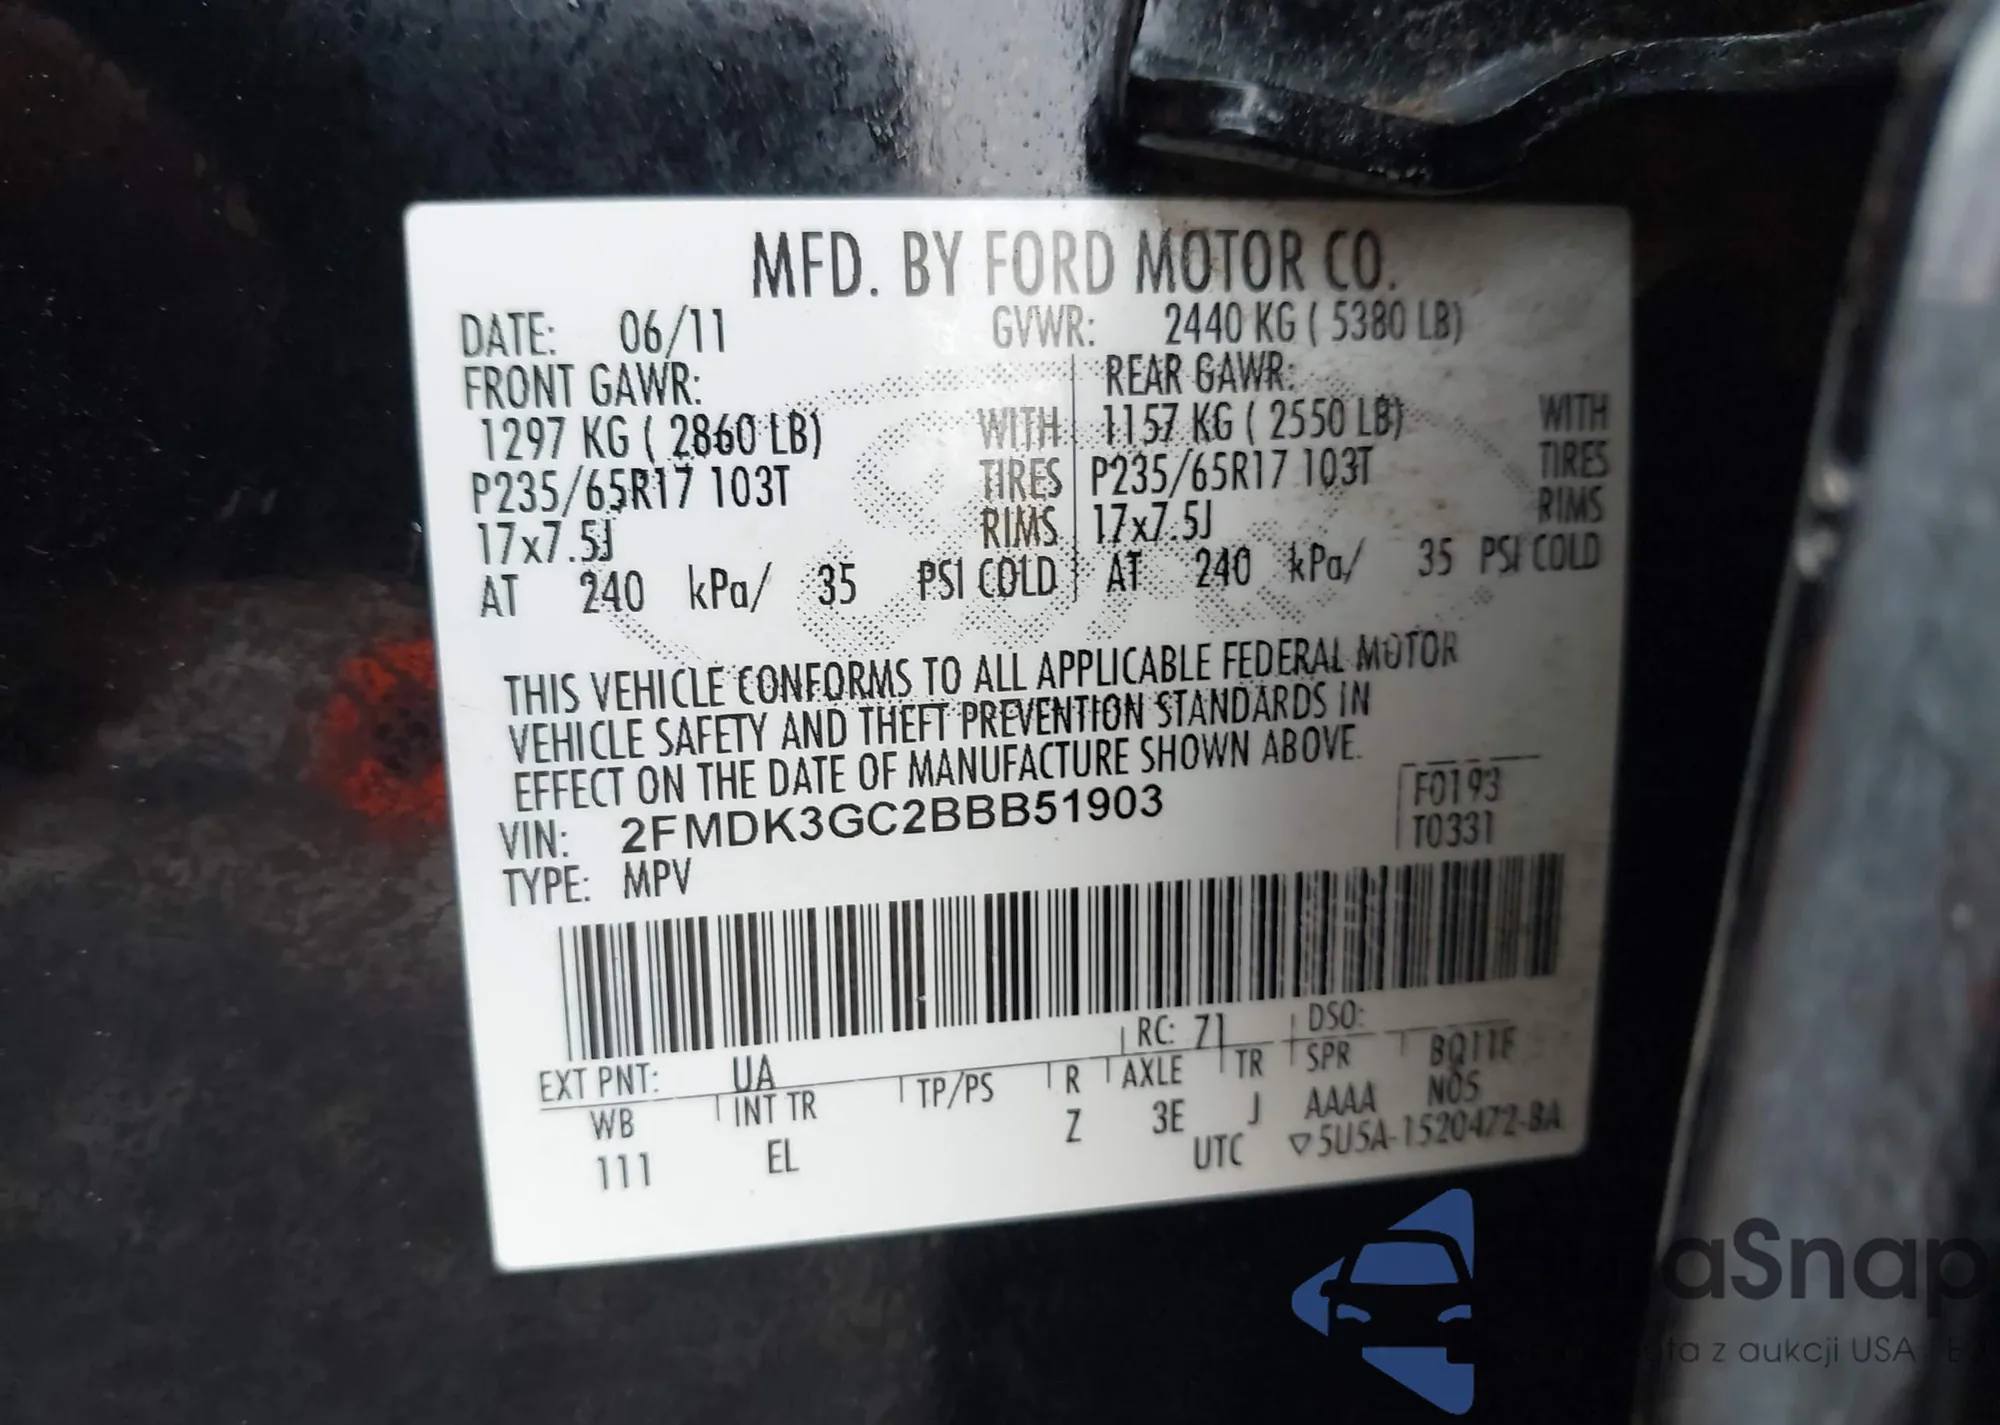 MFD. BY FORD MOTOR CO.
DATE: 06/11 GVWR: 2440 KG ( 5380 LB)
FRONT GAWR: REAR GAWR:
1297 KG ( 2860 LB) WITH 1157 KG ( 2550 LB) WITH
P235/65R17 103T TIRES P235/65R17 103T TIRES
17x7.5J RIMS 17x7.5J RIMS
AT 240 kPa/ 35 PSI COLD AT 240 kPa/ 35 PSI COLD
THIS VEHICLE CONFORMS TO ALL APPLICABLE FEDERAL MOTOR
VEHICLE SAFETY AND THEFT PREVENTION STANDARDS IN
EFFECT ON THE DATE OF MANUFACTURE SHOWN ABOVE.
F0193
VIN: 2FMDK3GC2BBB51903
T0331
TYPE: MPV
RC: 71 DSO:
EXT PNT: UA BQ11F
WB INT TR TP/PS R AXLE TR SPR N05
111 EL Z 3E J AAAA
UTC ▽5U5A-1520472-BA
aSnap
ta z aukcji USA